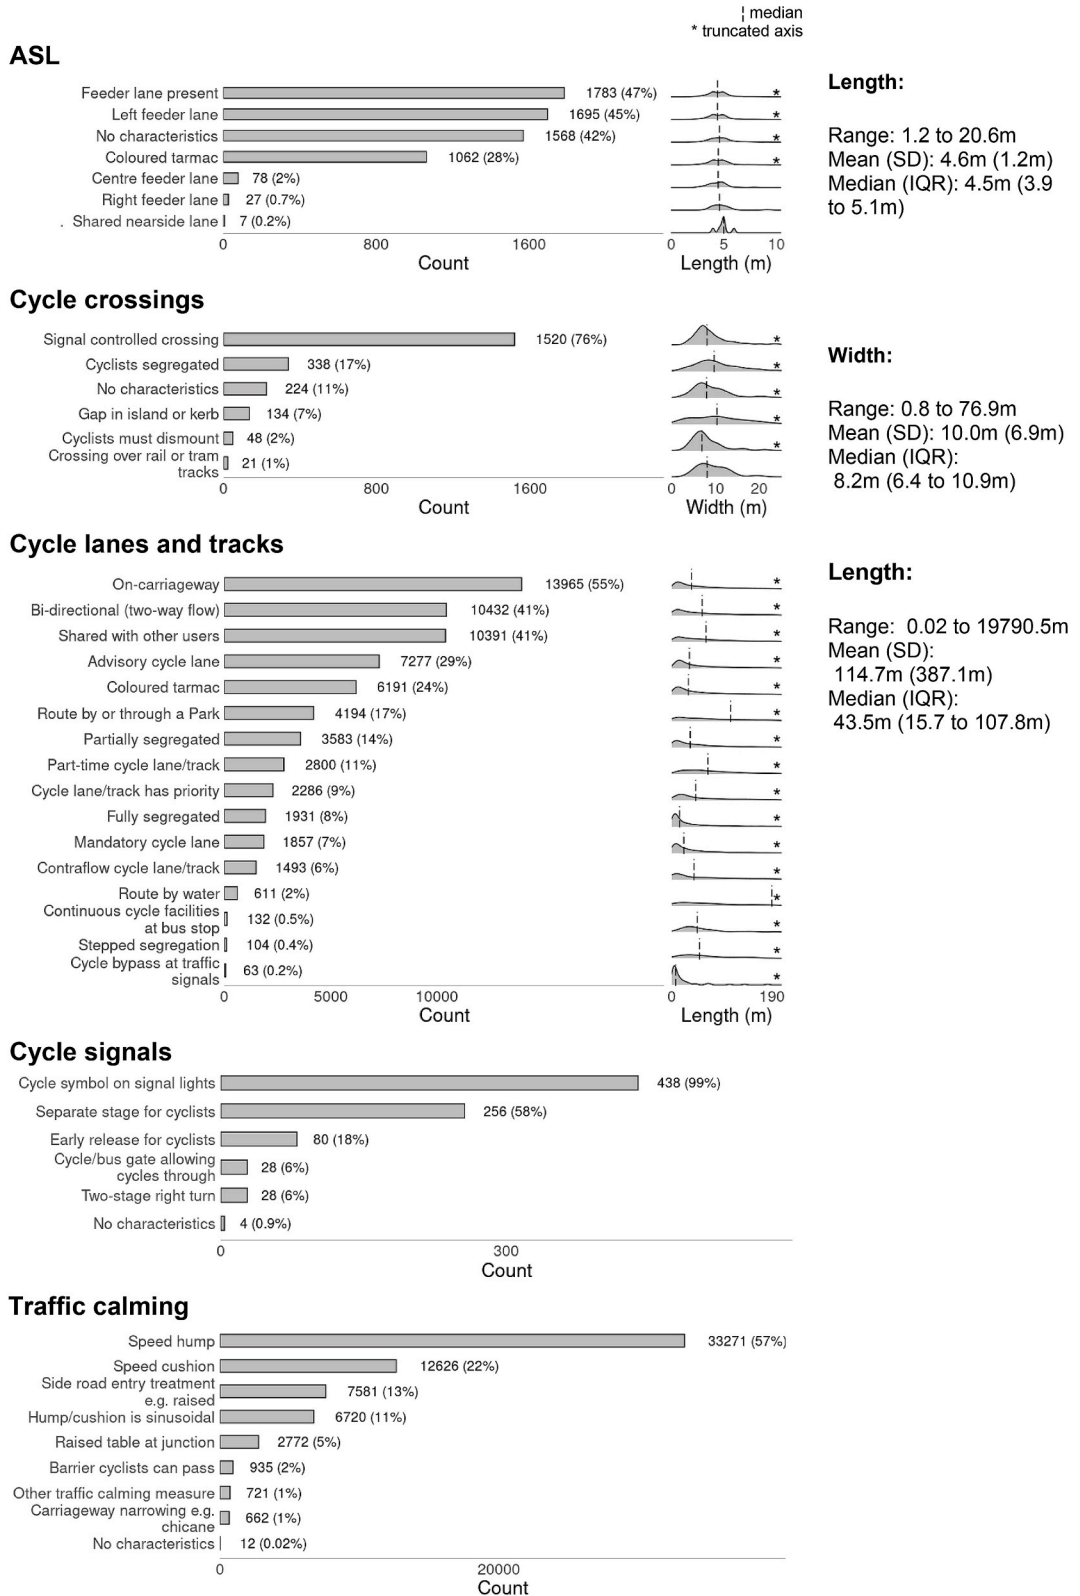 median
* truncated axis
ASL
Feeder lane present 1783 (47%) *
Left feeder lane 1695 (45%) *
No characteristics 1568 (42%) *
Coloured tarmac 1062 (28%) *
Centre feeder lane 78 (2%)
Right feeder lane 27 (0.7%)
. Shared nearside lane 7 (0.2%)
0 800 1600 0 5 10
Count Length (m)
Length:
Range: 1.2 to 20.6m
Mean (SD): 4.6m (1.2m)
Median (IQR): 4.5m (3.9
to 5.1m)
Cycle crossings
Signal controlled crossing 1520 (76%) *
Cyclists segregated 338 (17%) *
No characteristics 224 (11%) *
Gap in island or kerb 134 (7%) *
Cyclists must dismount 48 (2%) *
Crossing over rail or tram
tracks 21 (1%)
0 800 1600 0 10 20
Count Width (m)
Width:
Range: 0.8 to 76.9m
Mean (SD): 10.0m (6.9m)
Median (IQR):
8.2m (6.4 to 10.9m)
Cycle lanes and tracks
On-carriageway 13965 (55%) *
Bi-directional (two-way flow) 10432 (41%) *
Shared with other users 10391 (41%) *
Advisory cycle lane 7277 (29%) *
Coloured tarmac 6191 (24%) *
Route by or through a Park 4194 (17%) *
Partially segregated 3583 (14%) *
Part-time cycle lane/track 2800 (11%) *
Cycle lane/track has priority 2286 (9%) *
Fully segregated 1931 (8%) *
Mandatory cycle lane 1857 (7%) *
Contraflow cycle lane/track 1493 (6%) *
Route by water 611 (2%) *
Continuous cycle facilities
at bus stop 132 (0.5%) *
Stepped segregation 104 (0.4%) *
Cycle bypass at traffic
signals 63 (0.2%) *
0 5000 10000 0 190
Count Length (m)
Length:
Range: 0.02 to 19790.5m
Mean (SD):
114.7m (387.1m)
Median (IQR):
43.5m (15.7 to 107.8m)
Cycle signals
Cycle symbol on signal lights 438 (99%)
Separate stage for cyclists 256 (58%)
Early release for cyclists 80 (18%)
Cycle/bus gate allowing
cycles through 28 (6%)
Two-stage right turn 28 (6%)
No characteristics 4 (0.9%)
0 300
Count
Traffic calming
Speed hump 33271 (57%)
Speed cushion 12626 (22%)
Side road entry treatment
e.g. raised 7581 (13%)
Hump/cushion is sinusoidal 6720 (11%)
Raised table at junction 2772 (5%)
Barrier cyclists can pass 935 (2%)
Other traffic calming measure 721 (1%)
Carriageway narrowing e.g.
chicane 662 (1%)
No characteristics 12 (0.02%)
0 20000
Count